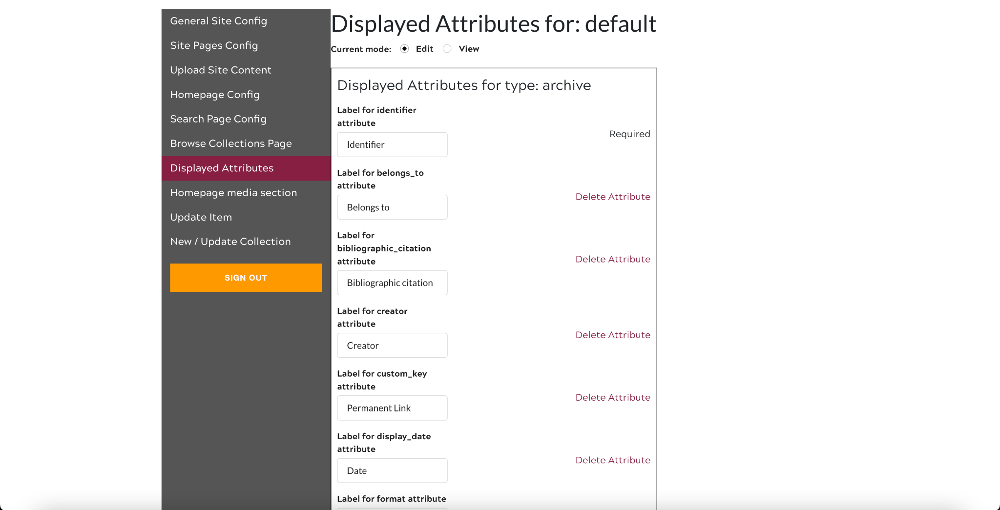 General Site Config
Site Pages Config
Upload Site Content
Homepage Config
Search Page Config
Browse Collections Page
Displayed Attributes
Homepage media section
Update Item
New / Update Collection
SIGN OUT
Displayed Attributes for: default
Current mode: Edit View
Displayed Attributes for type: archive
Label for identifier
attribute
Identifier
Required
Label for belongs_to
attribute
Belongs to
Delete Attribute
Label for
bibliographic_citation
attribute
Bibliographic citation
Delete Attribute
Label for creator
attribute
Creator
Delete Attribute
Label for custom_key
attribute
Permanent Link
Delete Attribute
Label for display_date
attribute
Date
Delete Attribute
Label for format attribute